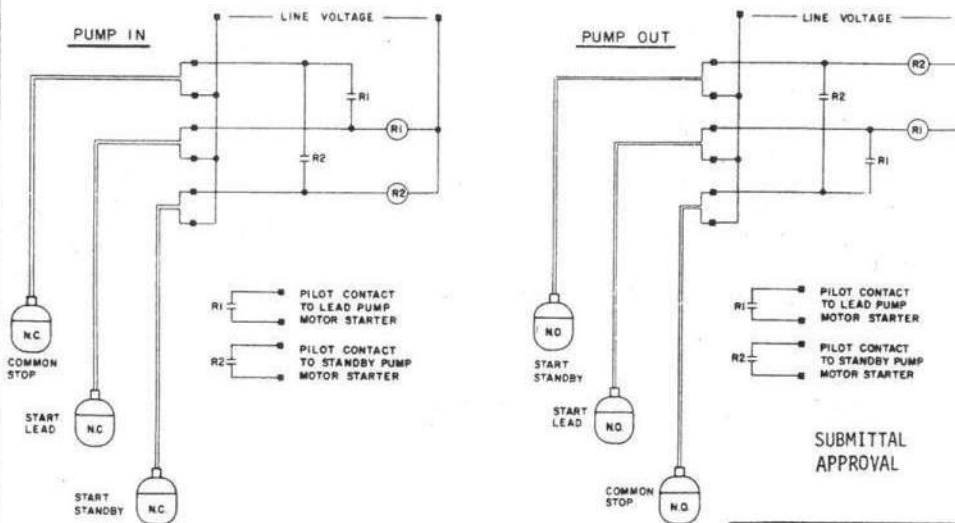 LINE VOLTAGE
PUMP IN
R1
R1
R2
R2
N.C.
COMMON
STOP
R1
PILOT CONTACT
TO LEAD PUMP
MOTOR STARTER
R2
PILOT CONTACT
TO STANDBY PUMP
MOTOR STARTER
START
LEAD
N.C
START
STANDBY
N.C.
LINE VOLTAGE
PUMP OUT
R2
R2
R1
R1
N.O.
START
STANDBY
R1
PILOT CONTACT
TO LEAD PUMP
MOTOR STARTER
R2
PILOT CONTACT
TO STANDBY PUMP
MOTOR STARTER
START
LEAD
N.O.
COMMON
STOP
N.O.
SUBMITTAL
APPROVAL